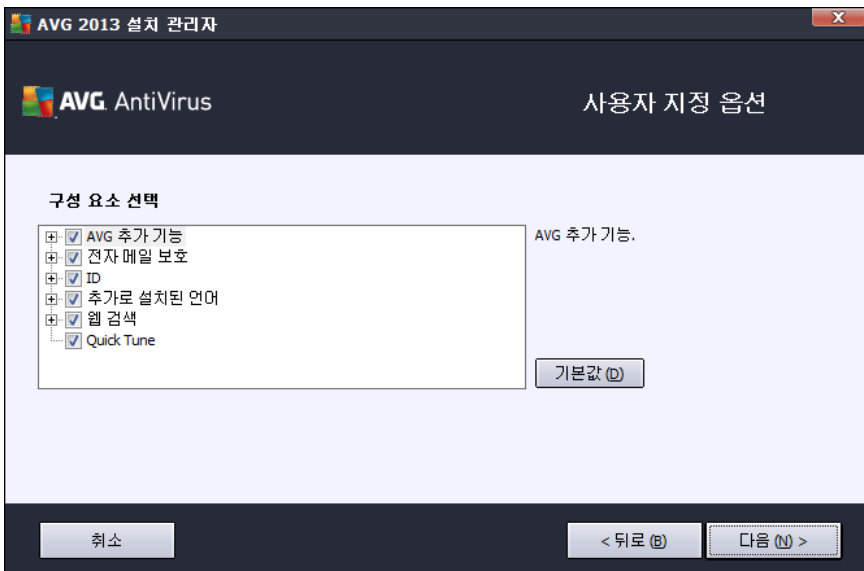 AVG 2013 설치 관리자
AVG. AntiVirus
사용자 지정 옵션
구성 요소 선택
AVG 추가 기능
전자 메일 보호
ID
추가로 설치된 언어
웹 검색
Quick Tune
AVG 추가 기능.
기본값 (D)
취소
< 뒤로 (B)
다음 (N) >